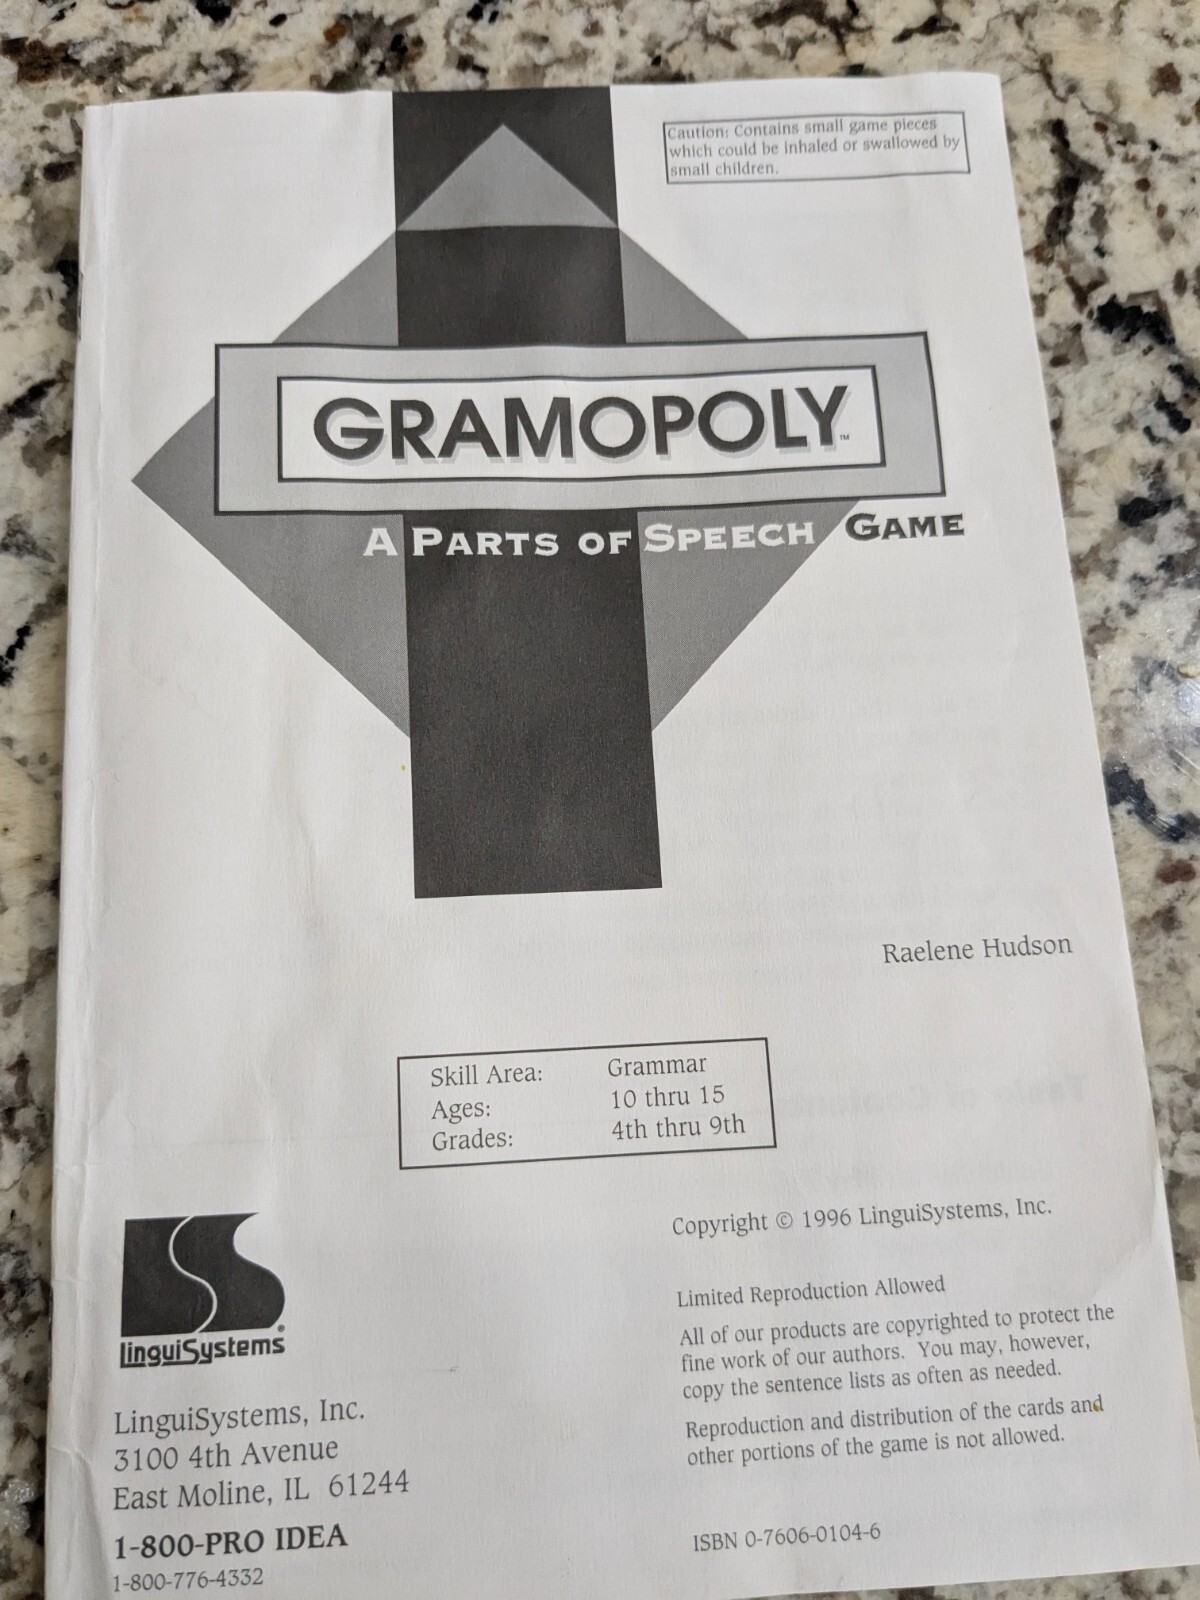 Caution: Contains small game pieces
which could be inhaled or swallowed by
small children.
GRAMOPOLY™
A PARTS OF SPEECH GAME
Raelene Hudson
Skill Area: Grammar
Ages: 10 thru 15
Grades: 4th thru 9th
linguiSystems®
LinguiSystems, Inc.
3100 4th Avenue
East Moline, IL 61244
1-800-PRO IDEA
1-800-776-4332
Copyright © 1996 LinguiSystems, Inc.
Limited Reproduction Allowed
All of our products are copyrighted to protect the
fine work of our authors. You may, however,
copy the sentence lists as often as needed.
Reproduction and distribution of the cards and
other portions of the game is not allowed.
ISBN 0-7606-0104-6